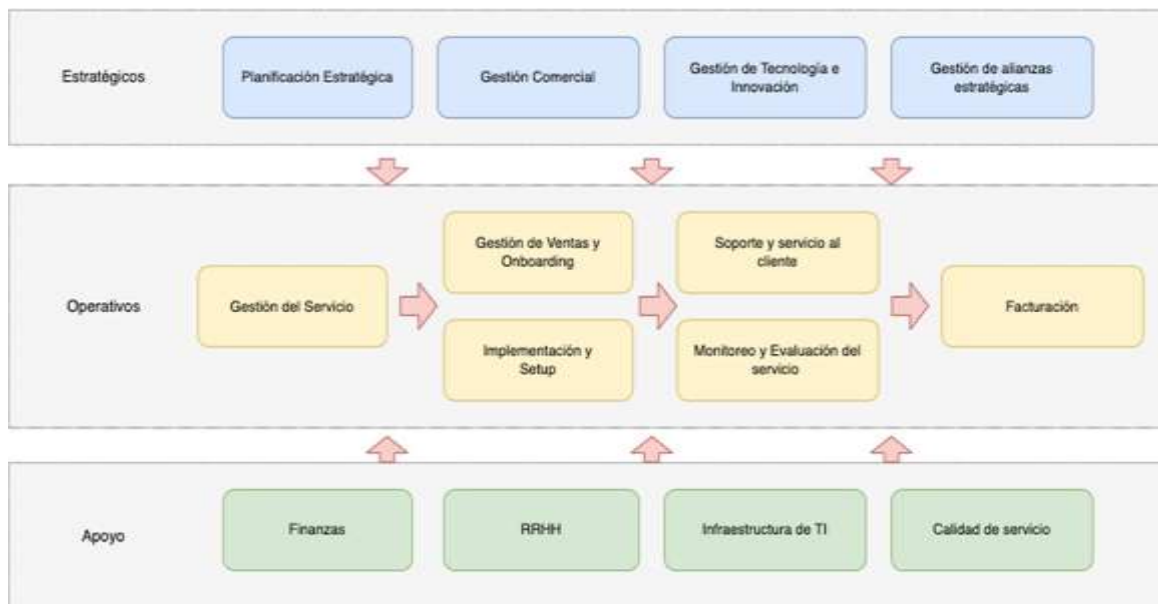 Estratégicos
Planificación Estratégica
Gestión Comercial
Gestión de Tecnología e
Innovación
Gestión de alianzas
estratégicas
Operativos
Gestión del Servicio
Gestión de Ventas y
Onboarding
Implementación y
Setup
Soporte y servicio al
cliente
Monitoreo y Evaluación del
servicio
Facturación
Apoyo
Finanzas
RRHH
Infraestructura de TI
Calidad de servicio